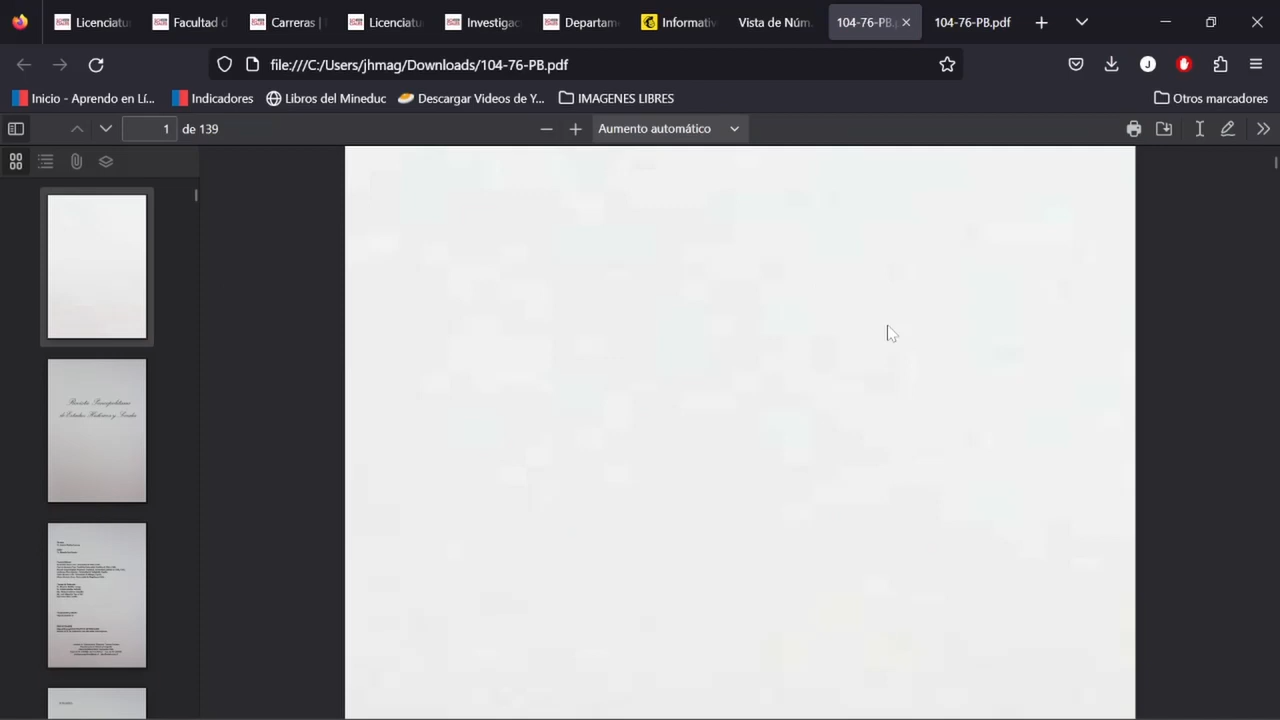 Licenciatu
Facultad d
Carreras |
Licenciatu
Investigac
Departam
Informativ
Vista de Núm
104-76-PB.p
104-76-PB.pdf
file:///C:/Users/jhmag/Downloads/104-76-PB.pdf
J
Inicio - Aprendo en Lí...
Indicadores
Libros del Mineduc
Descargar Videos de Y...
IMAGENES LIBRES
Otros marcadores
1 de 139
Aumento automático